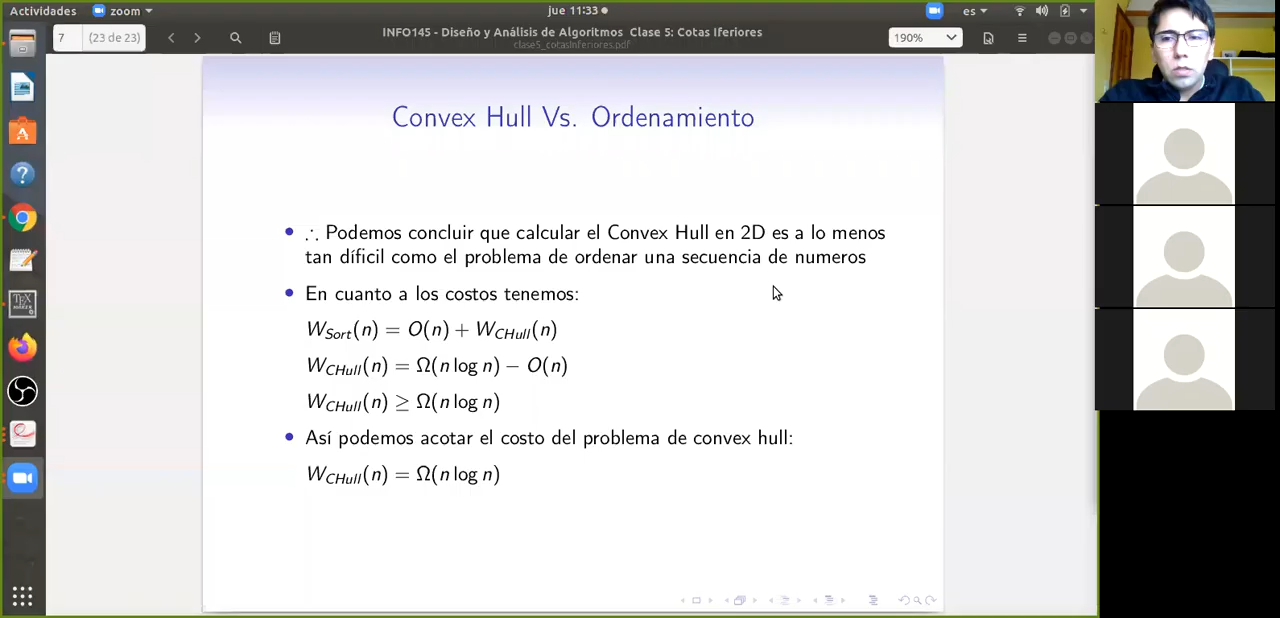 Actividades
zoom
jue 11:33
es
7
(23 de 23)
INFO145 - Diseño y Análisis de Algoritmos Clase 5: Cotas Iferiores
clase5_cotasInferiores.pdf
190%
Convex Hull Vs. Ordenamiento
• ∴ Podemos concluir que calcular el Convex Hull en 2D es a lo menos
tan díficil como el problema de ordenar una secuencia de numeros
• En cuanto a los costos tenemos:
W_Sort(n) = O(n) + W_CHull(n)
W_CHull(n) = Ω(n log n) − O(n)
W_CHull(n) ≥ Ω(n log n)
• Así podemos acotar el costo del problema de convex hull:
W_CHull(n) = Ω(n log n)